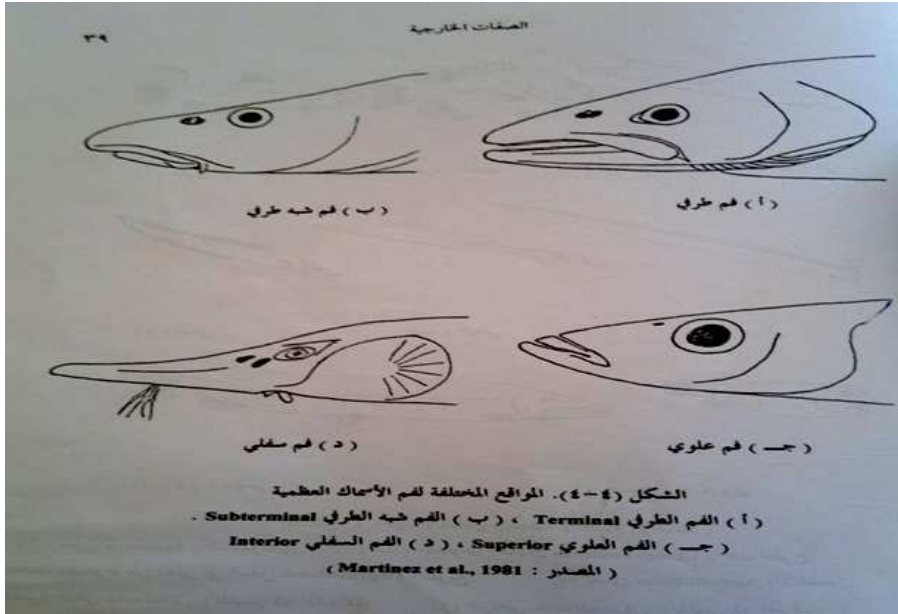 الصفات الخارجية
٣٩
( أ ) فم طرفي
( ب ) فم شبه طرفي
( جـ ) فم علوي
( د ) فم سفلي
الشكل (٤-٤). المواقع المختلفة لفم الأسماك العظمية
( أ ) الفم الطرفي Terminal ، ( ب ) الفم شبه الطرفي Subterminal .
( جـ ) الفم العلوي Superior ، ( د ) الفم السفلي Interior
( المصدر : Martinez et al., 1981 )